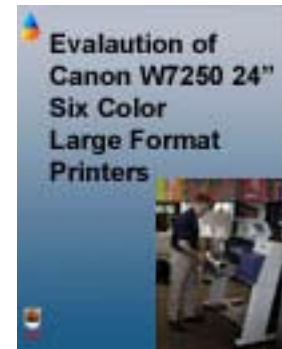 Evalaution of
Canon W7250 24”
Six Color
Large Format
Printers